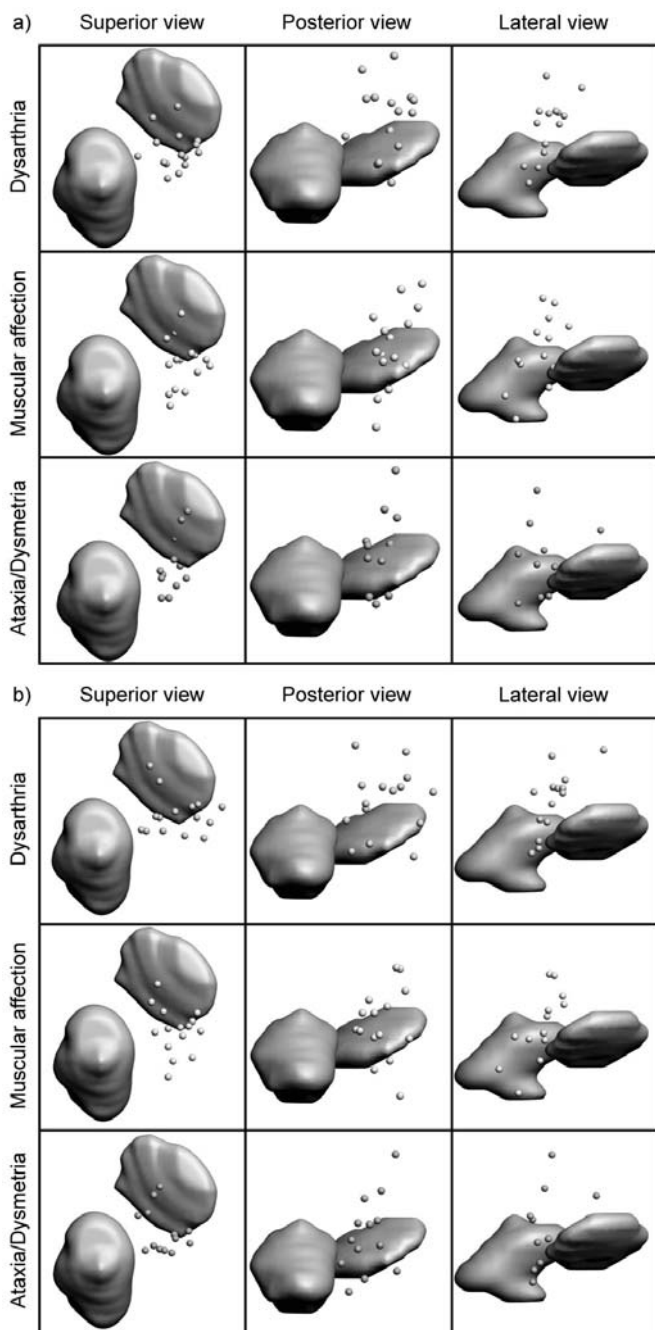 a) Superior view Posterior view Lateral view
Dysarthria
Muscular affection
Ataxia/Dysmetria
b) Superior view Posterior view Lateral view
Dysarthria
Muscular affection
Ataxia/Dysmetria